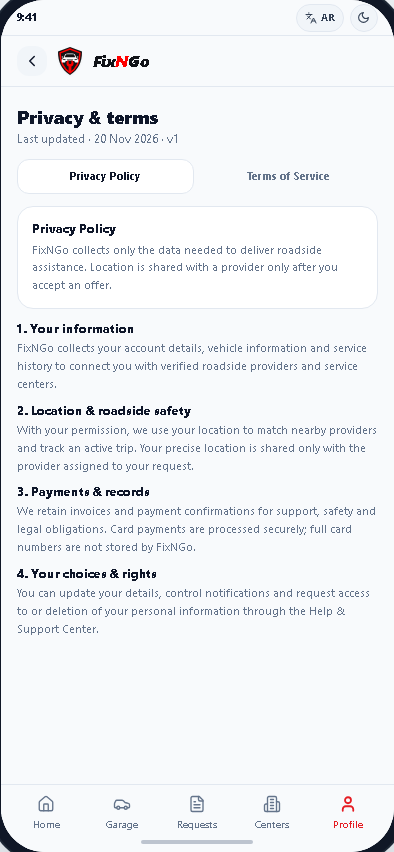 9:41
AR
FixNGo
Privacy & terms
Last updated · 20 Nov 2026 · v1
Privacy Policy
Terms of Service
Privacy Policy
FixNGo collects only the data needed to deliver roadside
assistance. Location is shared with a provider only after you
accept an offer.
1. Your information
FixNGo collects your account details, vehicle information and service
history to connect you with verified roadside providers and service
centers.
2. Location & roadside safety
With your permission, we use your location to match nearby providers
and track an active trip. Your precise location is shared only with the
provider assigned to your request.
3. Payments & records
We retain invoices and payment confirmations for support, safety and
legal obligations. Card payments are processed securely; full card
numbers are not stored by FixNGo.
4. Your choices & rights
You can update your details, control notifications and request access
to or deletion of your personal information through the Help &
Support Center.
Home
Garage
Requests
Centers
Profile